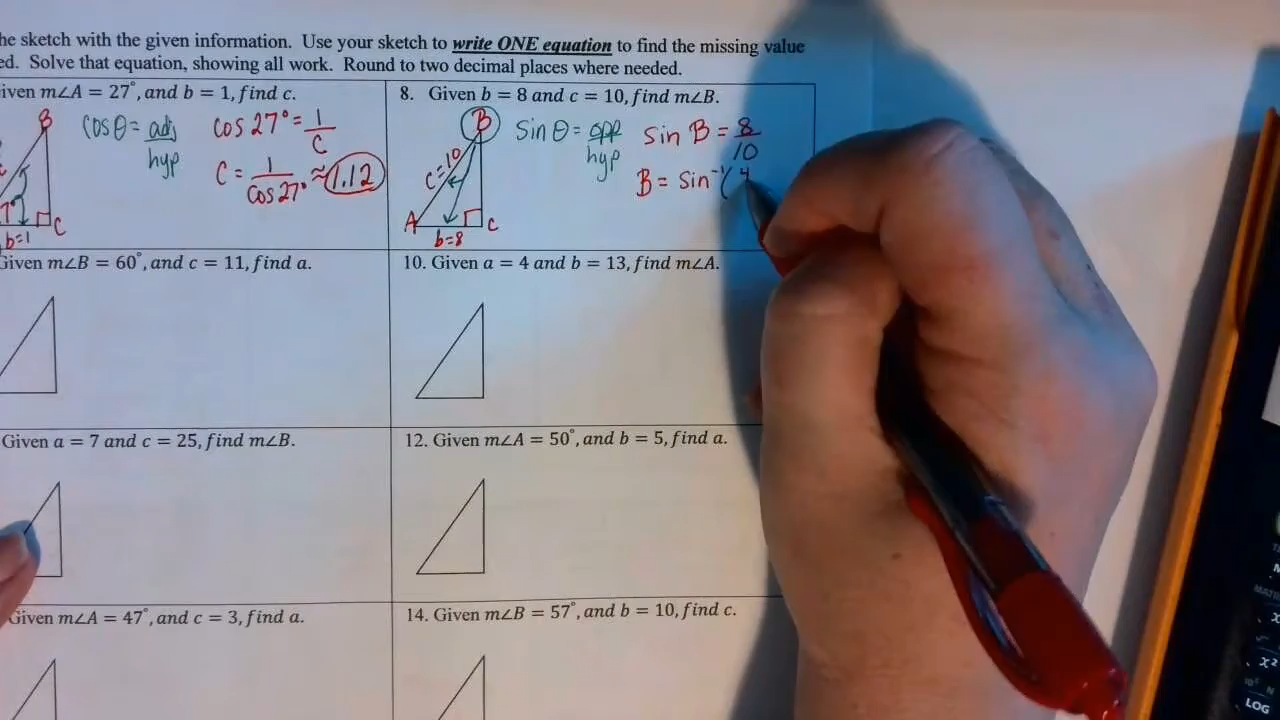 he sketch with the given information. Use your sketch to write ONE equation to find the missing value
ed. Solve that equation, showing all work. Round to two decimal places where needed.
iven m∠A = 27°, and b = 1, find c.
B
cos θ = adj
hyp
cos 27° = 1
c
c = 1
cos 27°
≈ 1.12
C
b=1
8. Given b = 8 and c = 10, find m∠B.
B
c=10
A
C
b=8
sin θ = opp
hyp
sin B = 8
10
B = sin⁻¹(4
Given m∠B = 60°, and c = 11, find a.
10. Given a = 4 and b = 13, find m∠A.
Given a = 7 and c = 25, find m∠B.
12. Given m∠A = 50°, and b = 5, find a.
Given m∠A = 47°, and c = 3, find a.
14. Given m∠B = 57°, and b = 10, find c.
x²
LOG